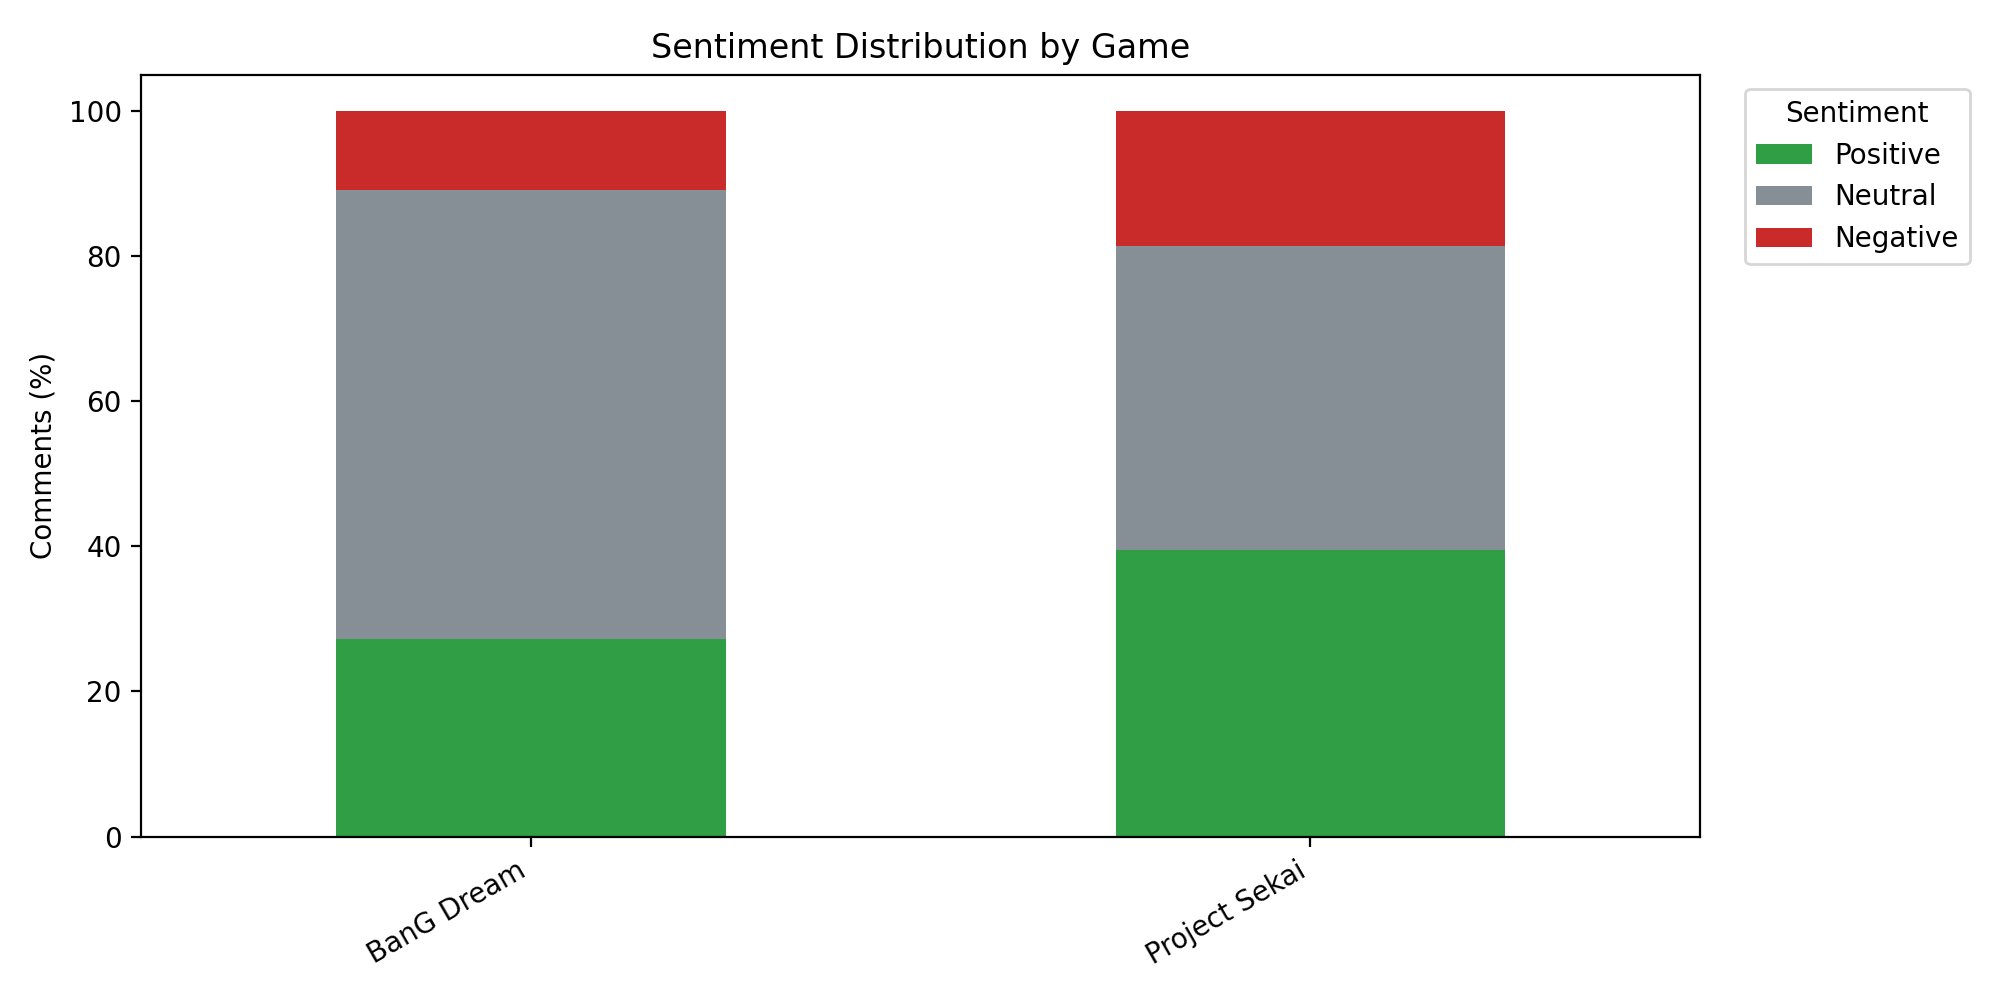 Sentiment Distribution by Game
Comments (%)
100
80
60
40
20
0
BanG Dream
Project Sekai
Sentiment
Positive
Neutral
Negative